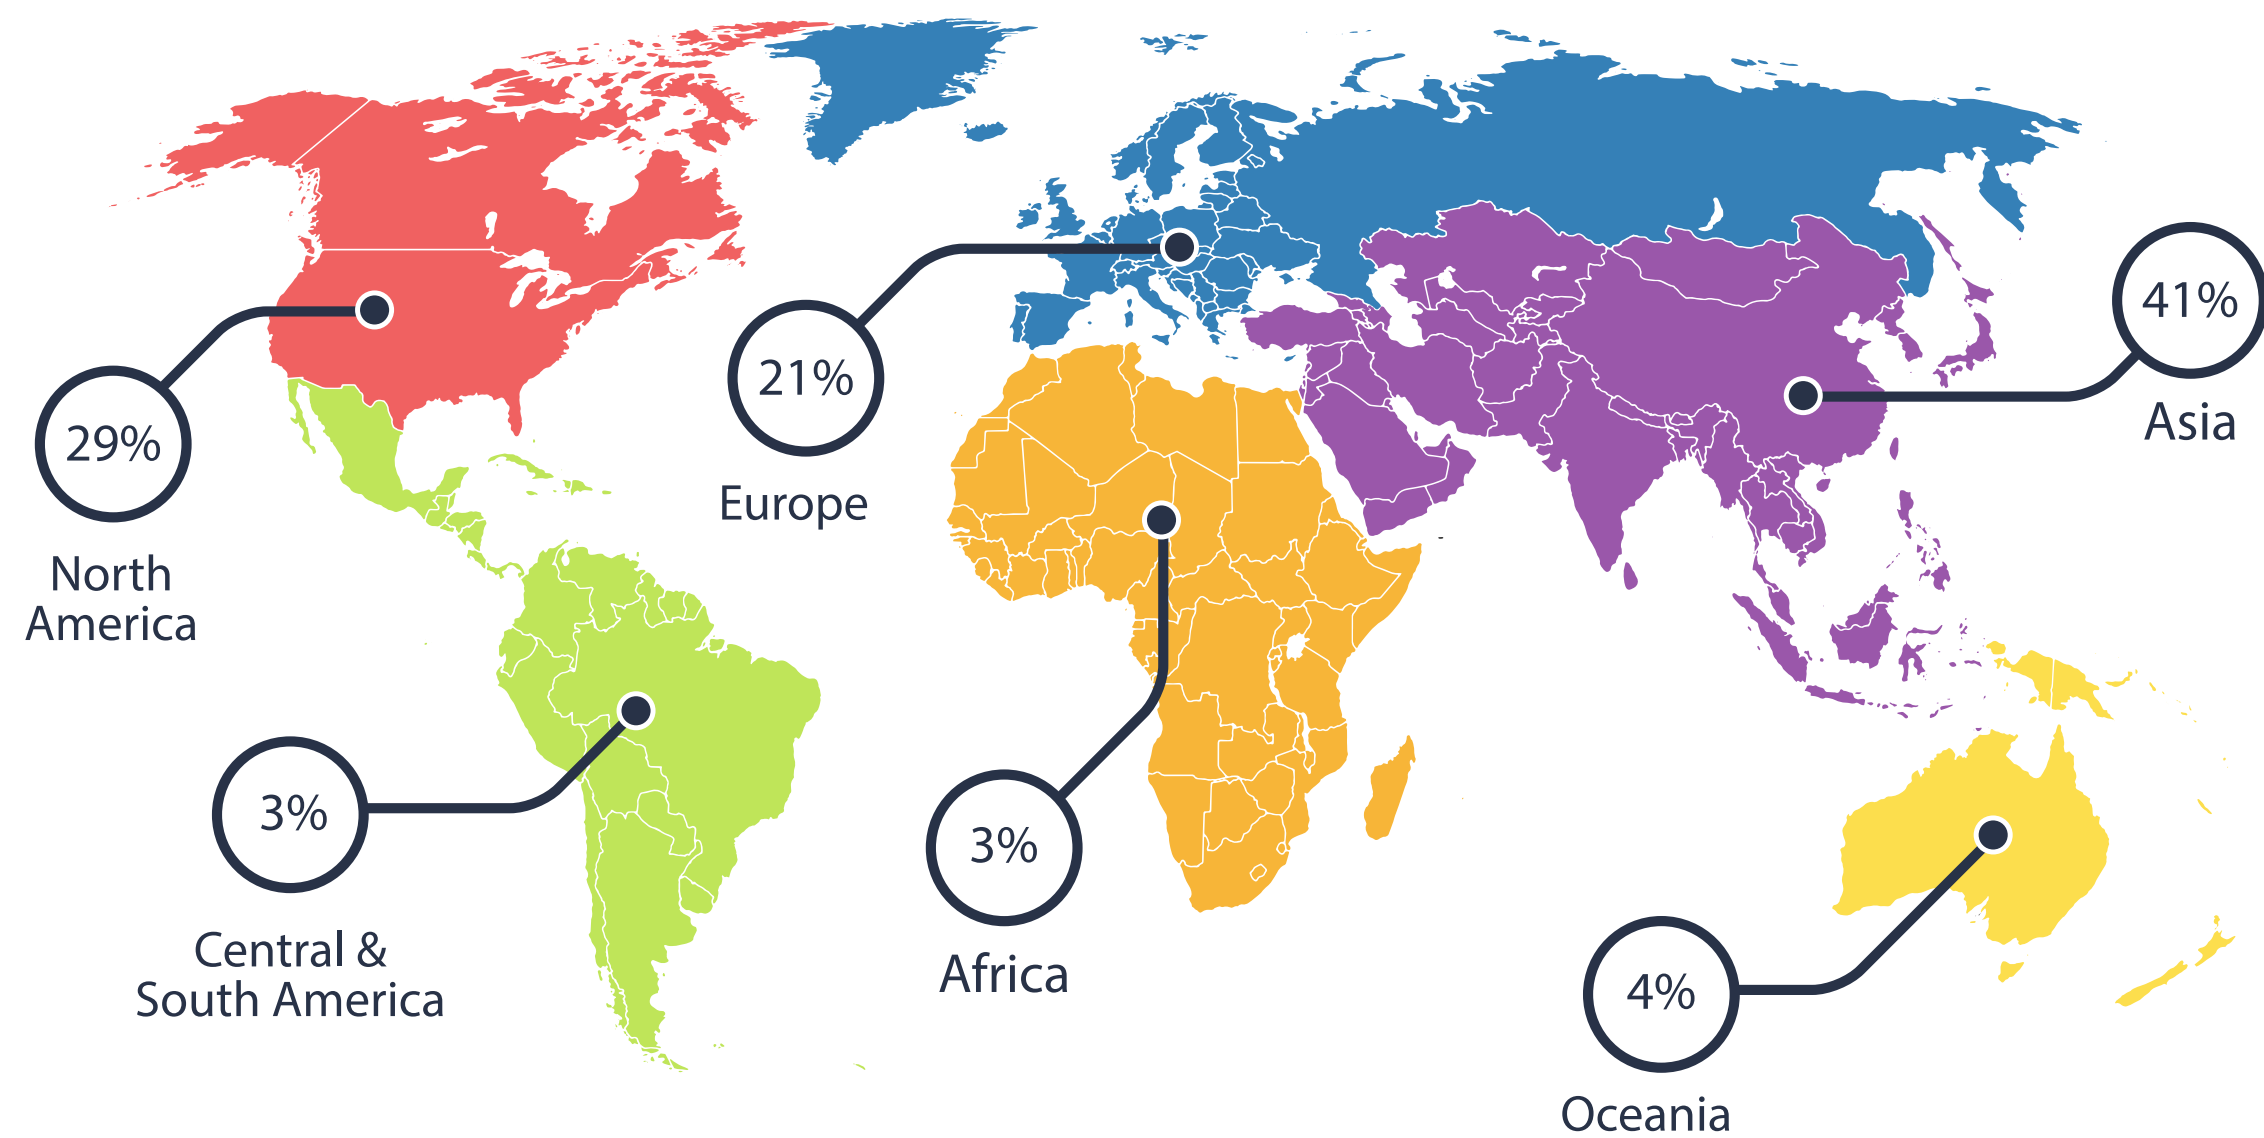 29%
North
America
21%
Europe
41%
Asia
3%
Central &
South America
3%
Africa
4%
Oceania